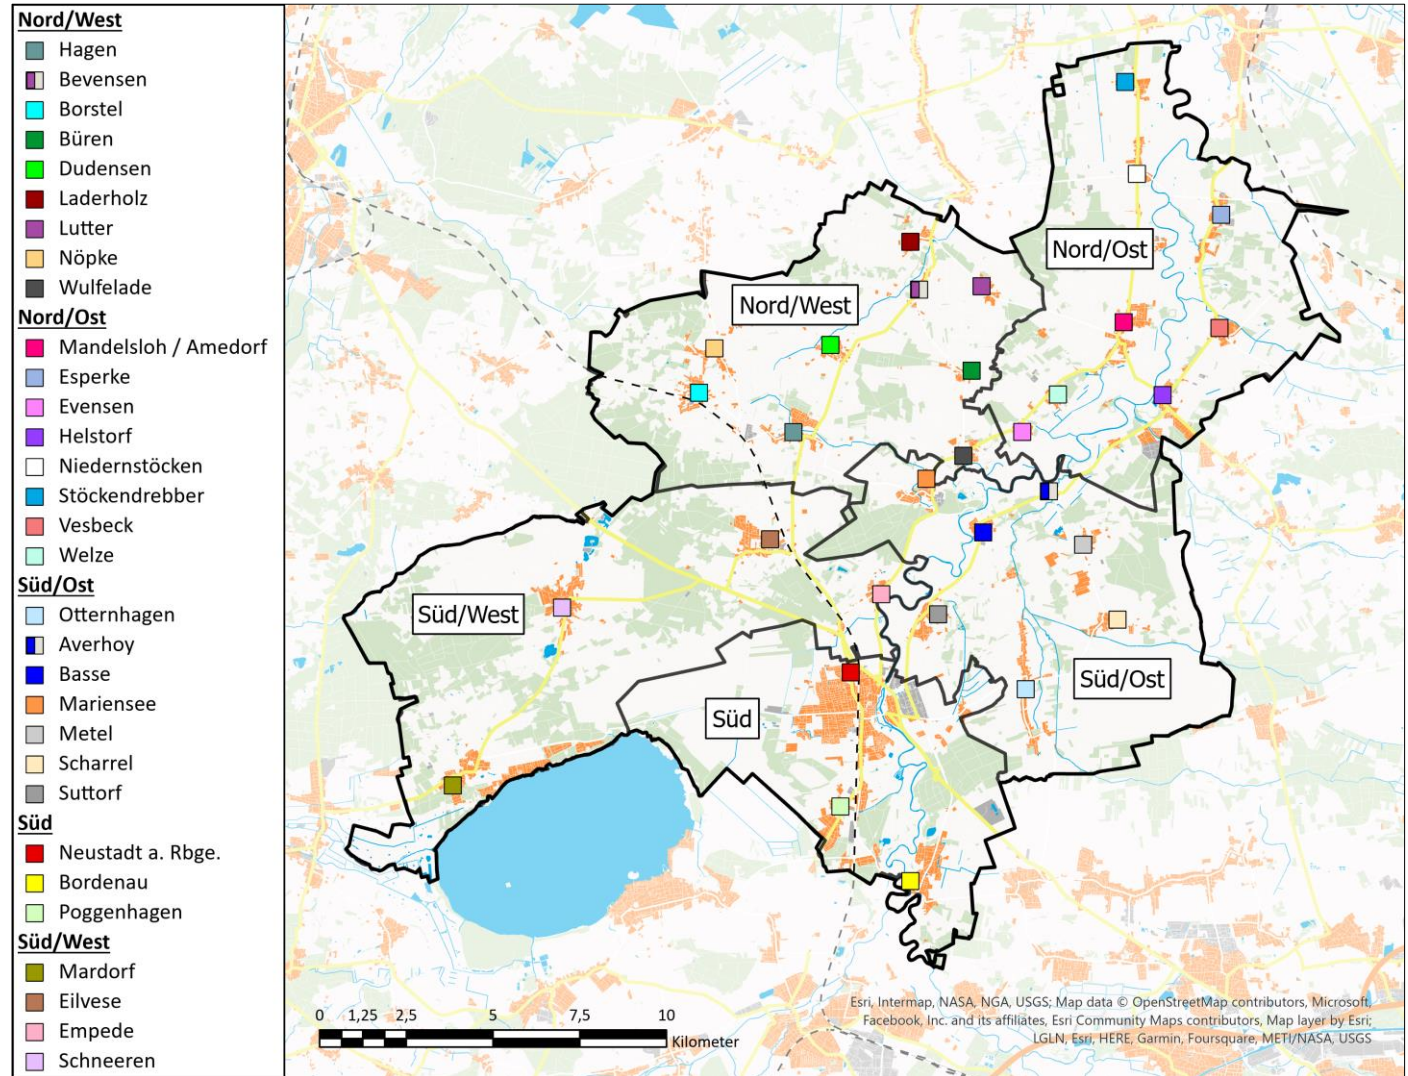 Nord/West
Hagen
Bevensen
Borstel
Büren
Dudensen
Laderholz
Lutter
Nöpke
Wulfelade
Nord/Ost
Mandelsloh / Amedorf
Esperke
Evensen
Helstorf
Niedernstöcken
Stöckendrebber
Vesbeck
Welze
Süd/Ost
Otternhagen
Averhoy
Basse
Mariensee
Metel
Scharrel
Suttorf
Süd
Neustadt a. Rbge.
Bordenau
Poggenhagen
Süd/West
Mardorf
Eilvese
Empede
Schneeren
Nord/Ost
Nord/West
Süd/West
Süd/Ost
Süd
0 1,25 2,5 5 7,5 10
Kilometer
Esri, Intermap, NASA, NGA, USGS; Map data © OpenStreetMap contributors, Microsoft,
Facebook, Inc. and its affiliates, Esri Community Maps contributors, Map layer by Esri;
LGLN, Esri, HERE, Garmin, Foursquare, METI/NASA, USGS